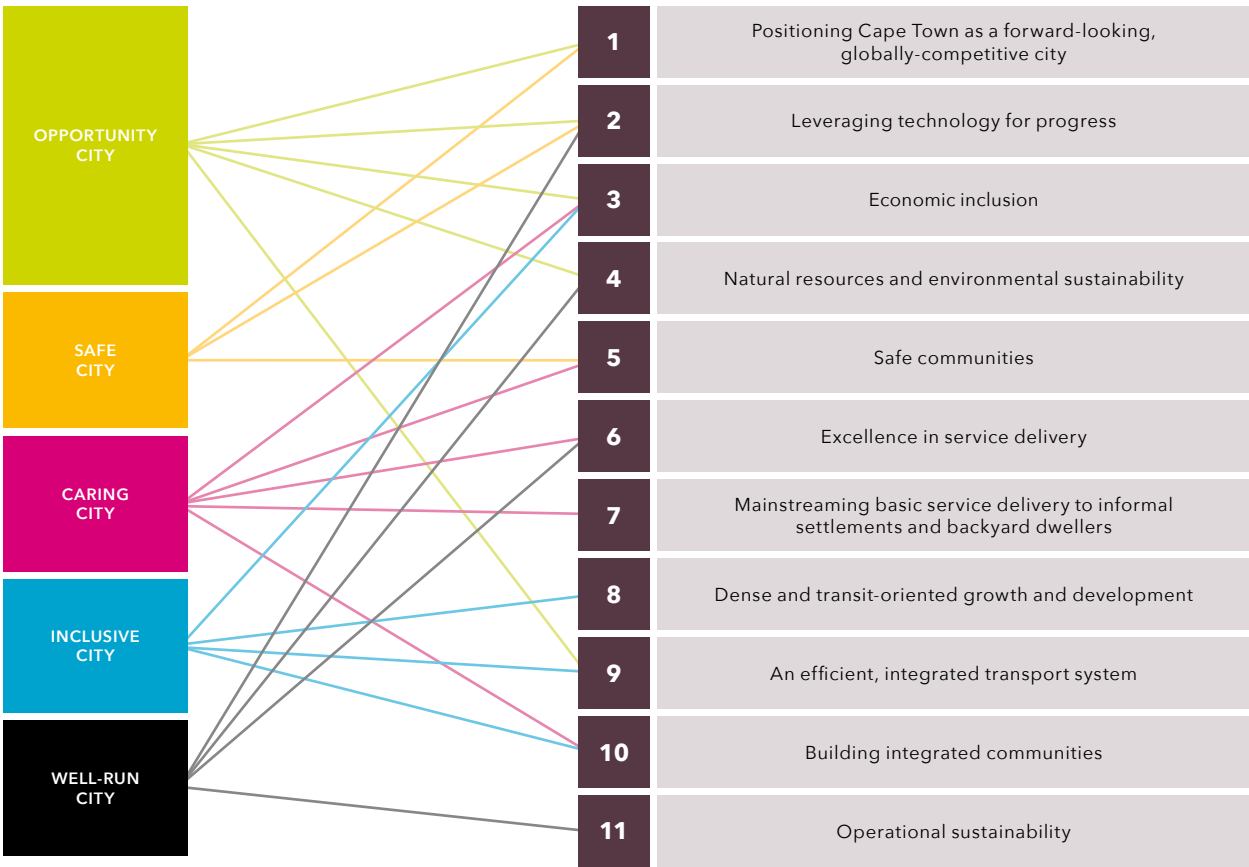 OPPORTUNITY
CITY
SAFE
CITY
CARING
CITY
INCLUSIVE
CITY
WELL-RUN
CITY
1
Positioning Cape Town as a forward-looking,
globally-competitive city
2
Leveraging technology for progress
3
Economic inclusion
4
Natural resources and environmental sustainability
5
Safe communities
6
Excellence in service delivery
7
Mainstreaming basic service delivery to informal
settlements and backyard dwellers
8
Dense and transit-oriented growth and development
9
An efficient, integrated transport system
10
Building integrated communities
11
Operational sustainability